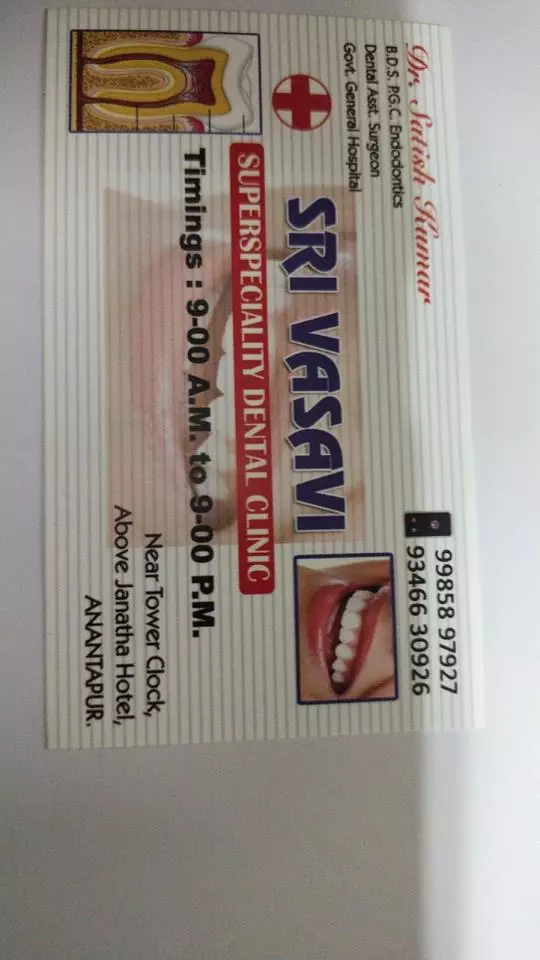 Dr. Satish Kumar
B.D.S. P.G.C. Endodontics
Dental Asst. Surgeon
Govt. General Hospital
99858 97927
93466 30926
SRI VASAVI
SUPERSPECIALITY DENTAL CLINIC
Timings : 9-00 A.M. to 9-00 P.M.
Near Tower Clock,
Above Janatha Hotel,
ANANTAPUR.